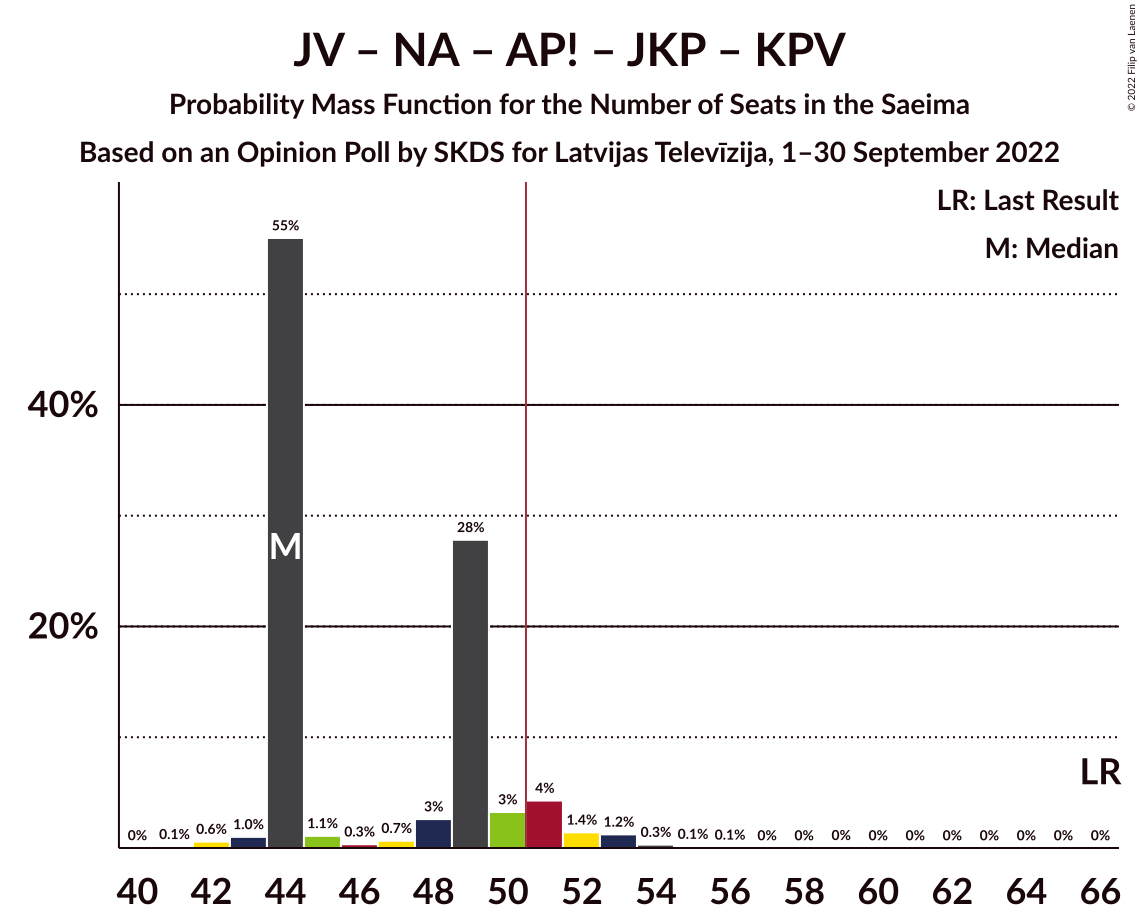 JV – NA – AP! – JKP – KPV
Probability Mass Function for the Number of Seats in the Saeima
Based on an Opinion Poll by SKDS for Latvijas Televīzija, 1–30 September 2022
© 2022 Filip van Laenen
LR: Last Result
M: Median
55%
40%
M
28%
20%
LR
0% 0.1% 0.6% 1.0% 1.1% 0.3% 0.7% 3% 3% 4% 1.4% 1.2% 0.3% 0.1% 0.1% 0% 0% 0% 0% 0% 0% 0% 0% 0% 0%
40 42 44 46 48 50 52 54 56 58 60 62 64 66